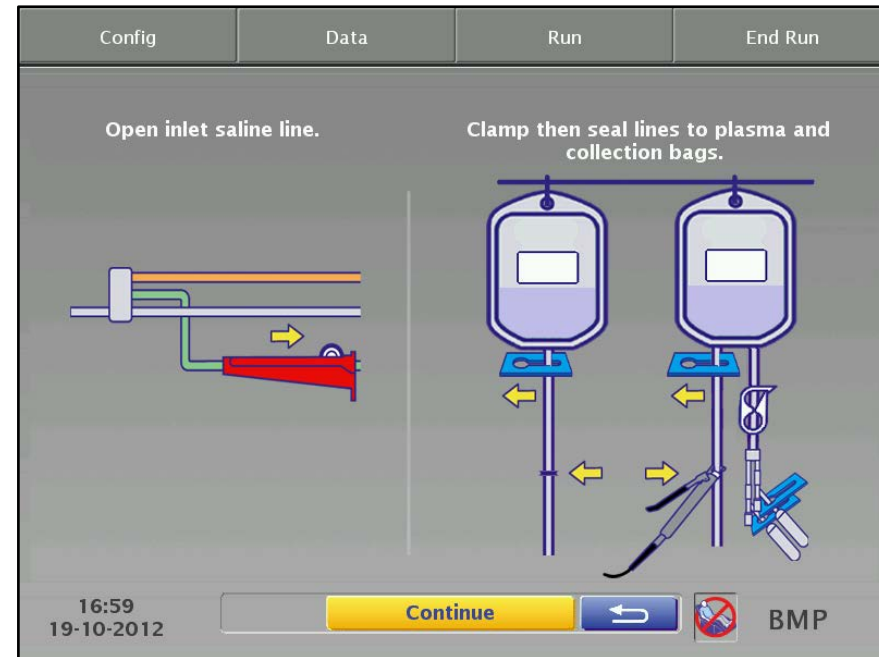 Config
Data
Run
End Run
Open inlet saline line.
Clamp then seal lines to plasma and
collection bags.
16:59
19-10-2012
Continue
BMP